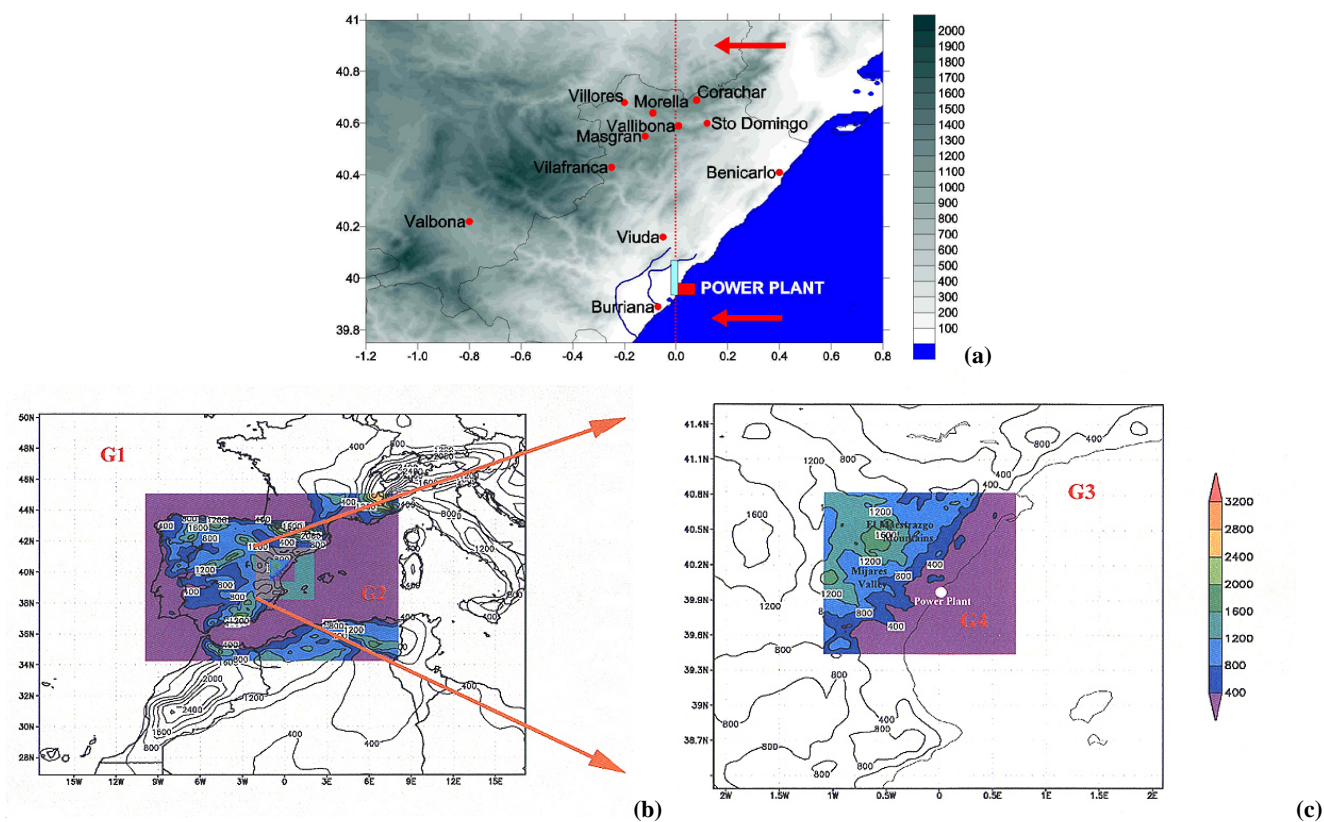 41
40.8
40.6
40.4
40.2
40
39.8
-1.2 -1.0 -0.8 -0.6 -0.4 -0.2 0.0 0.2 0.4 0.6 0.8
Villores
Morella
Corachar
Vallibona
Sto Domingo
Masgran
Vilafranca
Benicarlo
Valbona
Viuda
POWER PLANT
Burriana
2000
1900
1800
1700
1600
1500
1400
1300
1200
1100
1000
900
800
700
600
500
400
300
200
100
(a)
50N
48N
46N
44N
42N
40N
38N
36N
34N
32N
30N
28N
15W 12W 9W 6W 3W 0 3E 6E 9E 12E 15E
G1
G2
(b)
41.4N
41.1N
40.8N
40.5N
40.2N
39.9N
39.6N
39.3N
39N
38.7N
2W 1.5W 1W 0.5W 0 0.5E 1E 1.5E 2E
G3
El Maestrazgo
Mountains
Mijares
Valley
Power Plant
G4
3200
2800
2400
2000
1600
1200
800
400
(c)